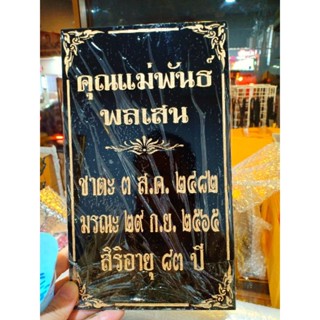 คุณแม่พันธ์
พลเสน
ชาตะ ๓ ส.ค. ๒๔๘๒
มรณะ ๒๙ ก.ย. ๒๕๖๕
สิริอายุ ๘๓ ปี